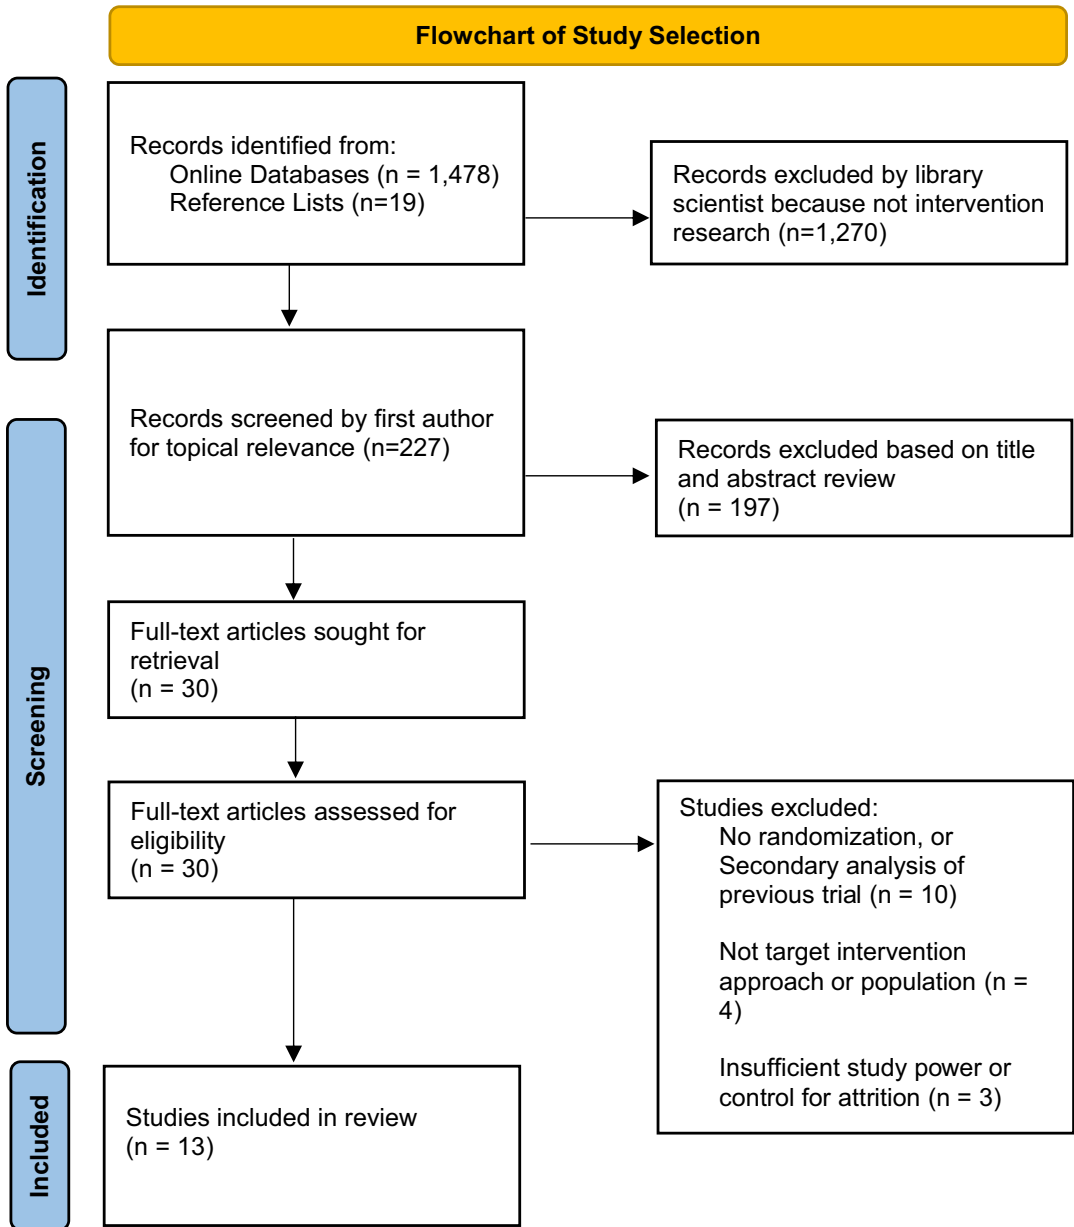 Flowchart of Study Selection
Identification
Records identified from:
Online Databases (n = 1,478)
Reference Lists (n=19)
Records excluded by library
scientist because not intervention
research (n=1,270)
Screening
Records screened by first author
for topical relevance (n=227)
Records excluded based on title
and abstract review
(n = 197)
Full-text articles sought for
retrieval
(n = 30)
Full-text articles assessed for
eligibility
(n = 30)
Studies excluded:
No randomization, or
Secondary analysis of
previous trial (n = 10)
Not target intervention
approach or population (n =
4)
Insufficient study power or
control for attrition (n = 3)
Included
Studies included in review
(n = 13)